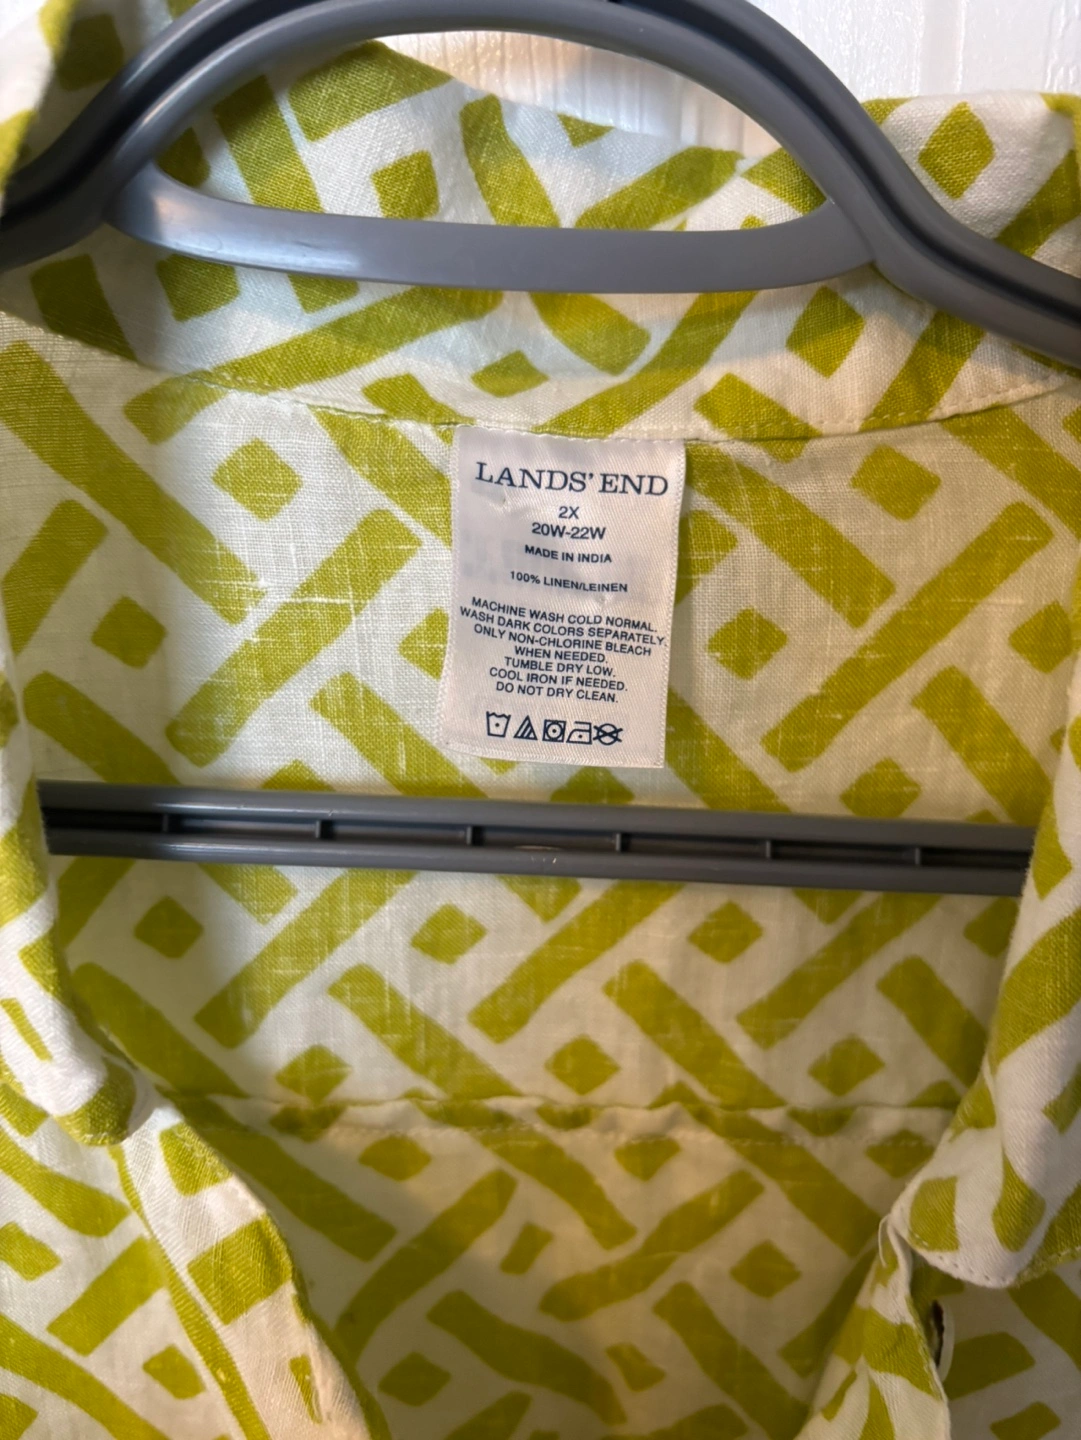 LANDS' END
2X
20W-22W
MADE IN INDIA
100% LINEN/LEINEN
MACHINE WASH COLD NORMAL.
WASH DARK COLORS SEPARATELY.
ONLY NON-CHLORINE BLEACH
WHEN NEEDED.
TUMBLE DRY LOW.
COOL IRON IF NEEDED.
DO NOT DRY CLEAN.